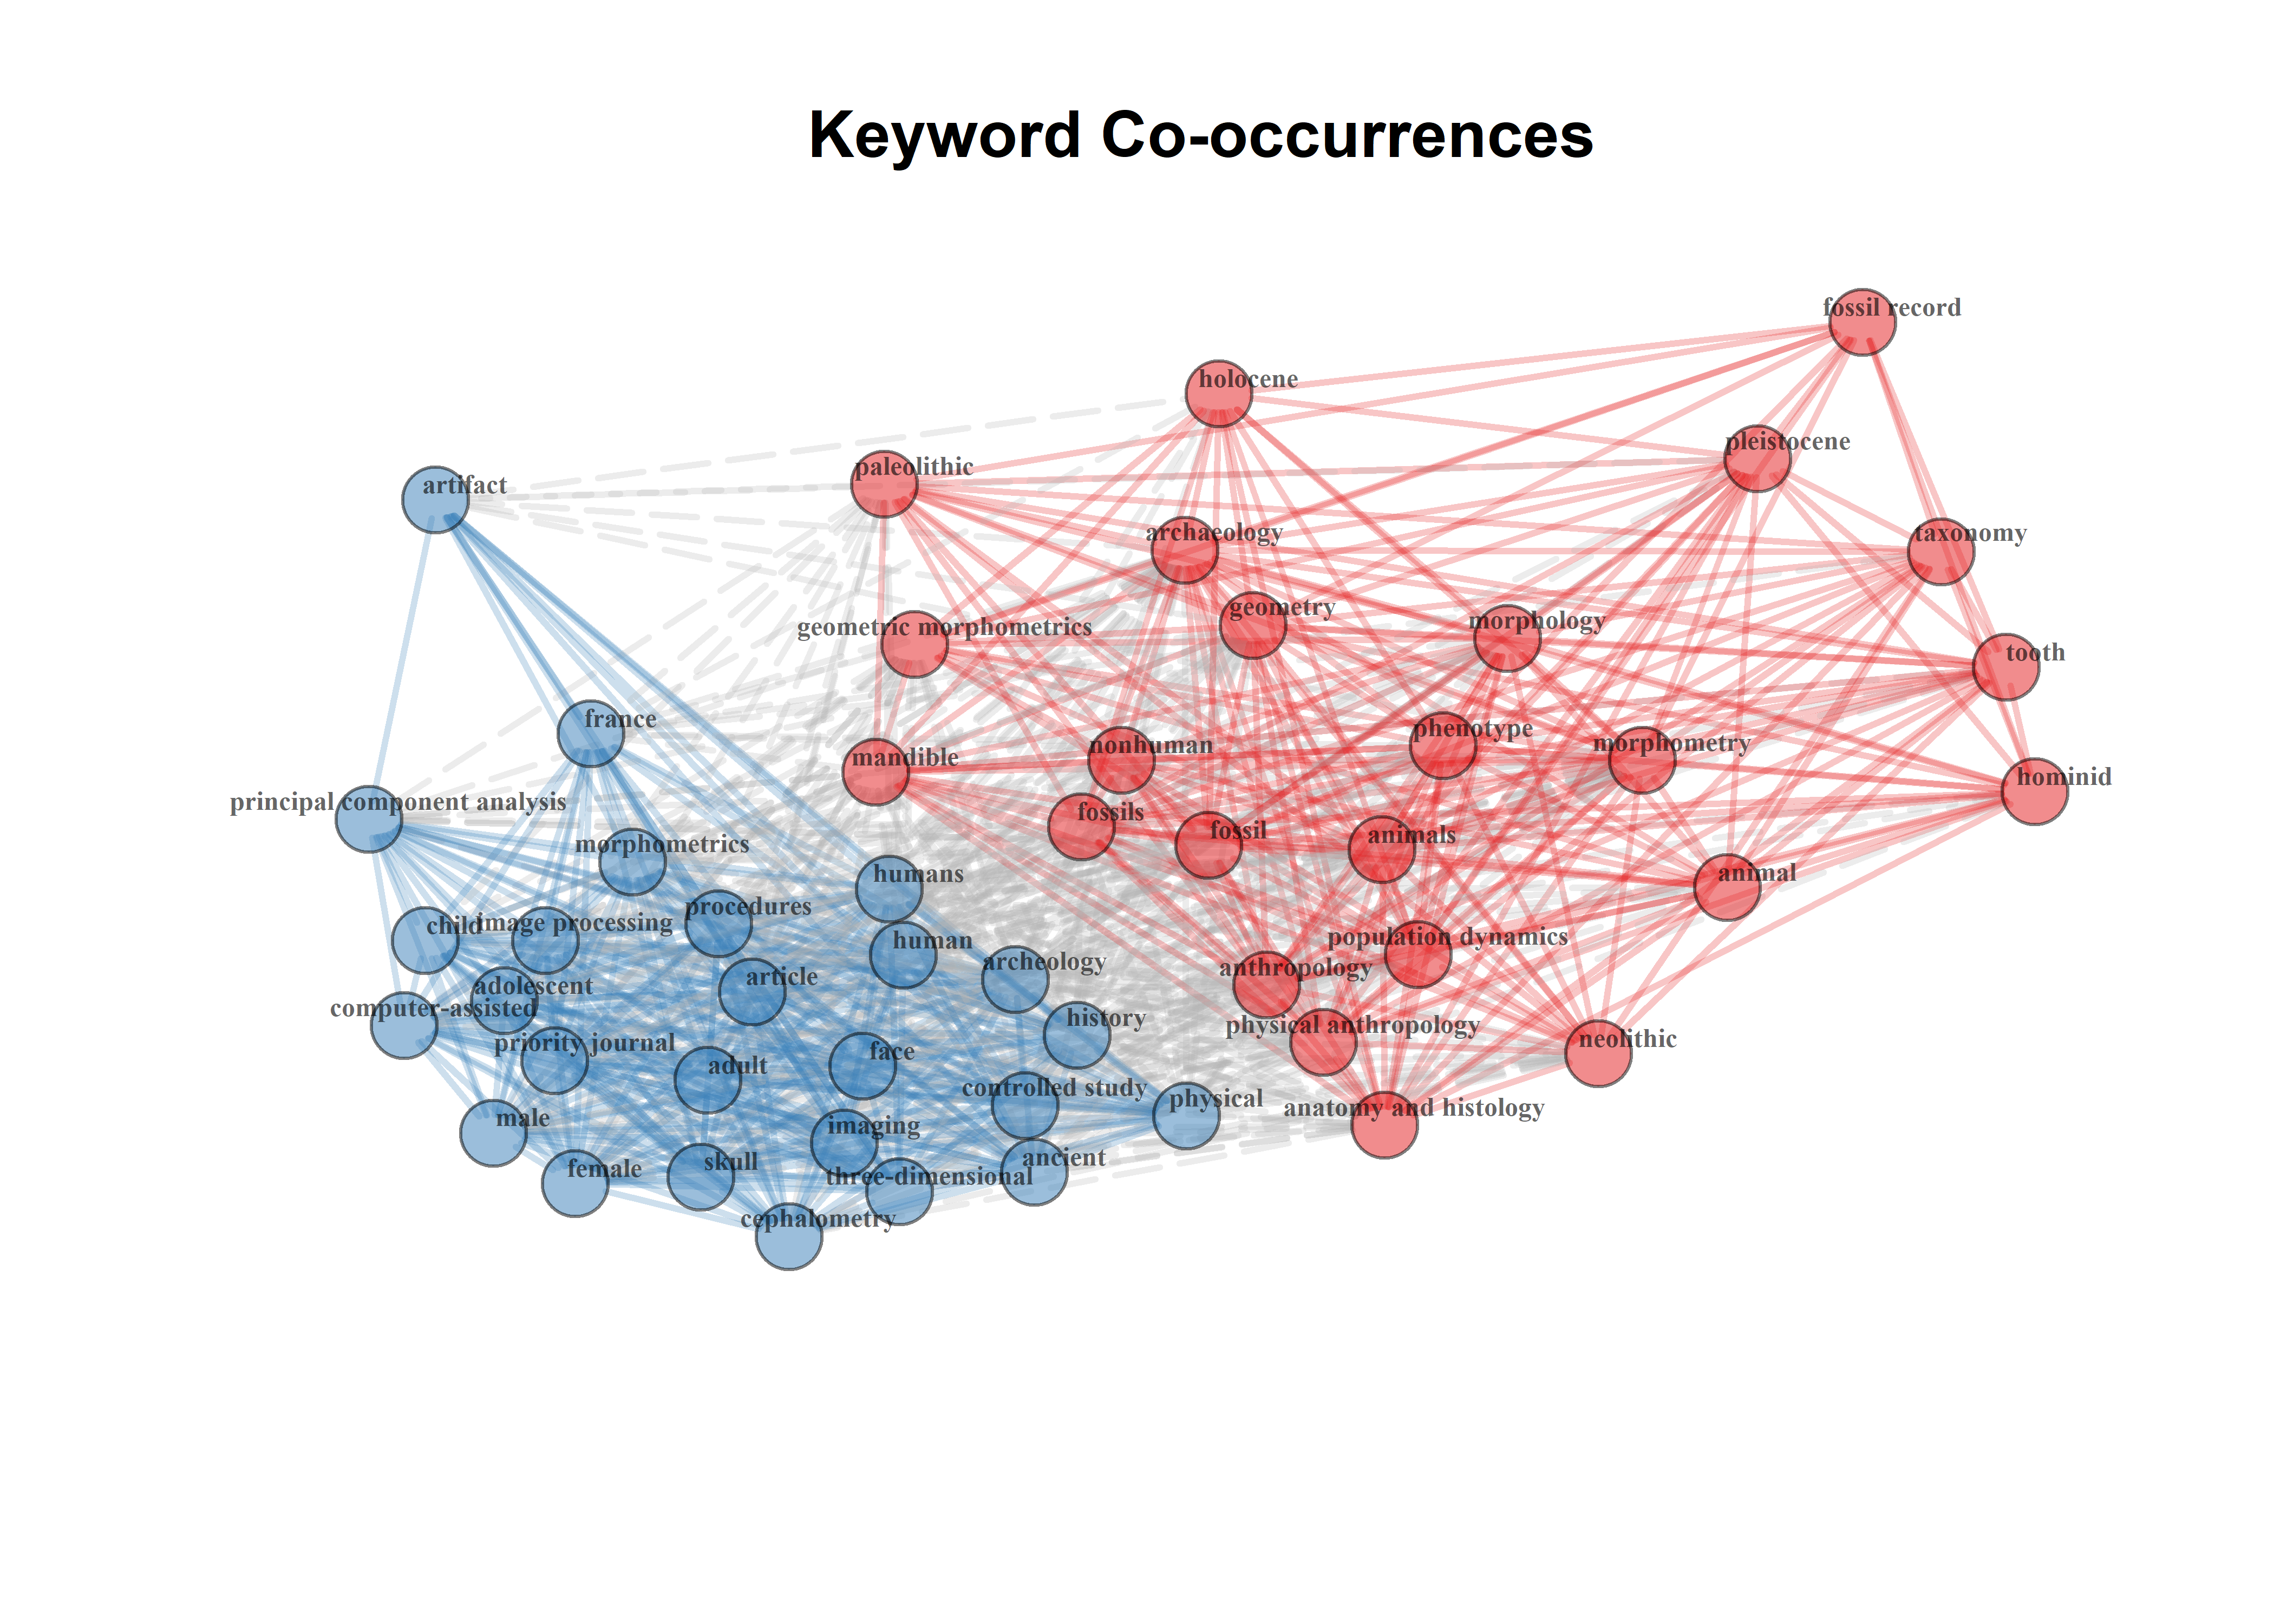 Keyword Co-occurrences
fossil record
holocene
pleistocene
paleolithic
artifact
archaeology
taxonomy
geometry
morphology
geometric morphometrics
tooth
france
phenotype
nonhuman
morphometry
mandible
hominid
principal component analysis
fossils
fossil
animals
morphometrics
humans
animal
procedures
child
image processing
human
population dynamics
archeology
anthropology
article
adolescent
computer-assisted
history
physical anthropology
neolithic
priority journal
face
adult
controlled study
physical
anatomy and histology
male
imaging
ancient
skull
female
three-dimensional
cephalometry